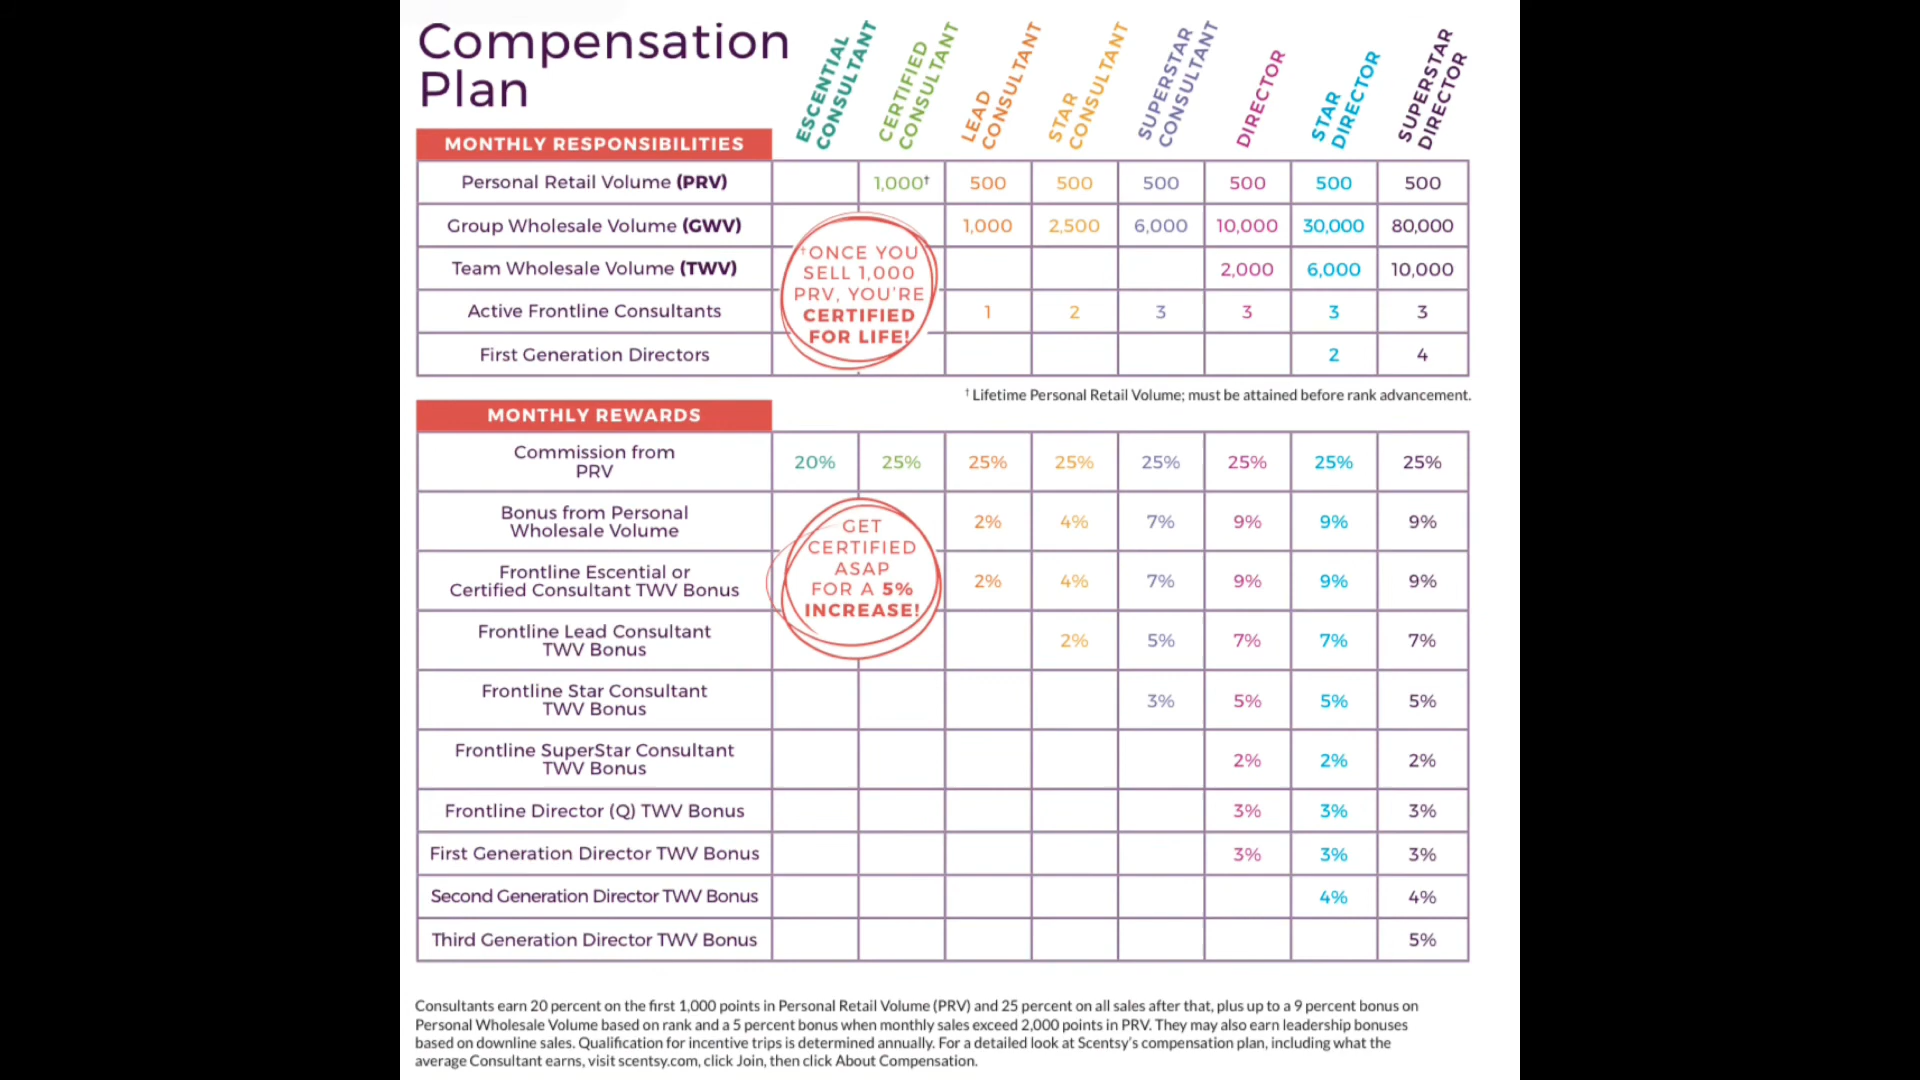 Compensation
Plan
ESCENTIAL
CONSULTANT
CERTIFIED
CONSULTANT
LEAD
CONSULTANT
STAR
CONSULTANT
SUPERSTAR
CONSULTANT
DIRECTOR
STAR
DIRECTOR
SUPERSTAR
DIRECTOR
MONTHLY RESPONSIBILITIES
Personal Retail Volume (PRV) 1,000† 500 500 500 500 500 500
Group Wholesale Volume (GWV) 1,000 2,500 6,000 10,000 30,000 80,000
Team Wholesale Volume (TWV) 2,000 6,000 10,000
Active Frontline Consultants 1 2 3 3 3 3
First Generation Directors 2 4
†ONCE YOU
SELL 1,000
PRV, YOU'RE
CERTIFIED
FOR LIFE!
† Lifetime Personal Retail Volume; must be attained before rank advancement.
MONTHLY REWARDS
Commission from
PRV
20% 25% 25% 25% 25% 25% 25% 25%
Bonus from Personal
Wholesale Volume
2% 4% 7% 9% 9% 9%
Frontline Escential or
Certified Consultant TWV Bonus
2% 4% 7% 9% 9% 9%
GET
CERTIFIED
ASAP
FOR A 5%
INCREASE!
Frontline Lead Consultant
TWV Bonus
2% 5% 7% 7% 7%
Frontline Star Consultant
TWV Bonus
3% 5% 5% 5%
Frontline SuperStar Consultant
TWV Bonus
2% 2% 2%
Frontline Director (Q) TWV Bonus 3% 3% 3%
First Generation Director TWV Bonus 3% 3% 3%
Second Generation Director TWV Bonus 4% 4%
Third Generation Director TWV Bonus 5%
Consultants earn 20 percent on the first 1,000 points in Personal Retail Volume (PRV) and 25 percent on all sales after that, plus up to a 9 percent bonus on
Personal Wholesale Volume based on rank and a 5 percent bonus when monthly sales exceed 2,000 points in PRV. They may also earn leadership bonuses
based on downline sales. Qualification for incentive trips is determined annually. For a detailed look at Scentsy's compensation plan, including what the
average Consultant earns, visit scentsy.com, click Join, then click About Compensation.